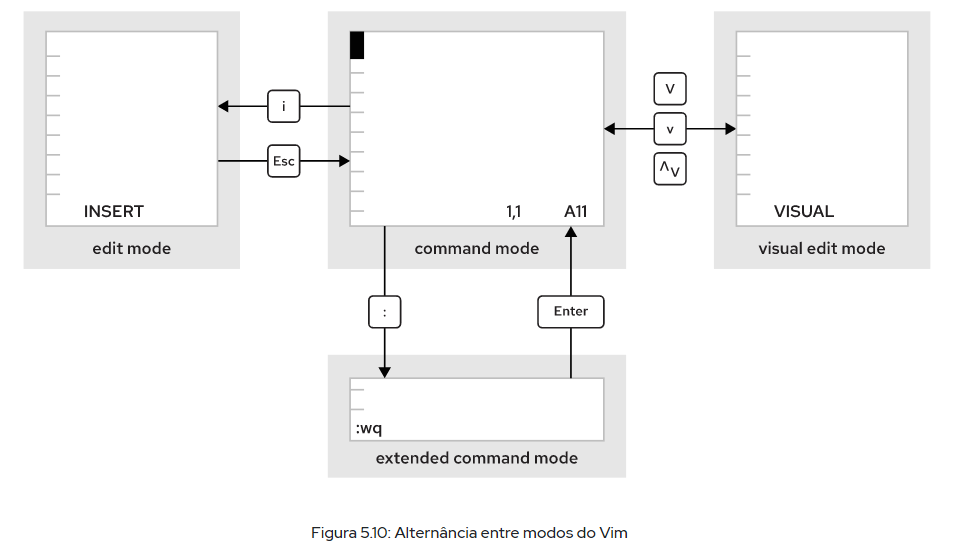 V
i
v
Esc
^V
INSERT
1,1 A11
VISUAL
edit mode
command mode
visual edit mode
:
Enter
:wq
extended command mode
Figura 5.10: Alternância entre modos do Vim